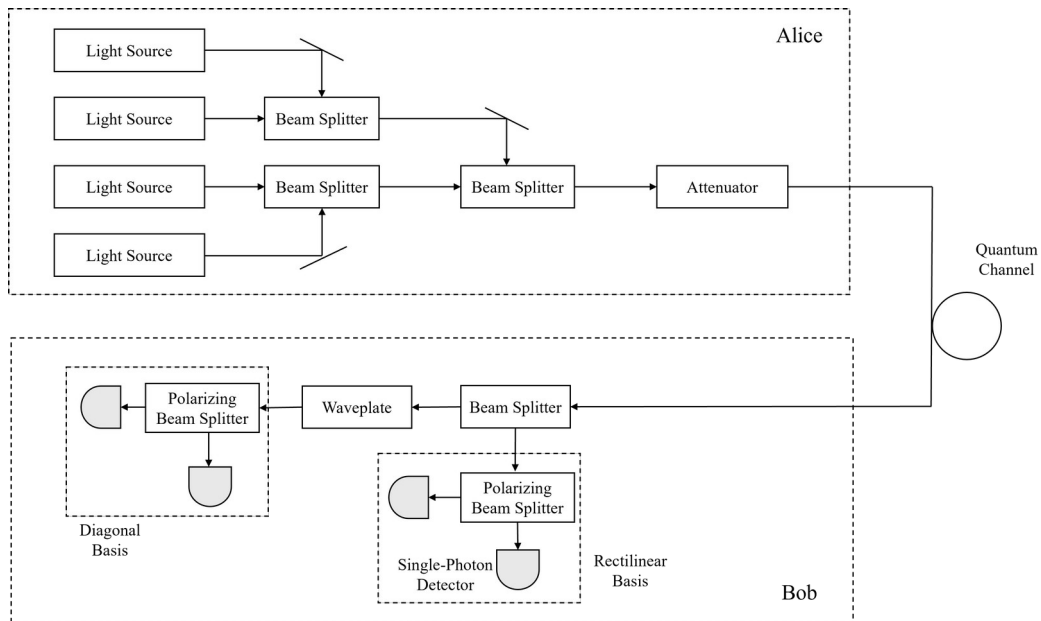 Alice
Light Source
Light Source
Beam Splitter
Light Source
Beam Splitter
Beam Splitter
Attenuator
Light Source
Quantum
Channel
Polarizing
Beam Splitter
Waveplate
Beam Splitter
Polarizing
Beam Splitter
Diagonal
Basis
Single-Photon
Detector
Rectilinear
Basis
Bob